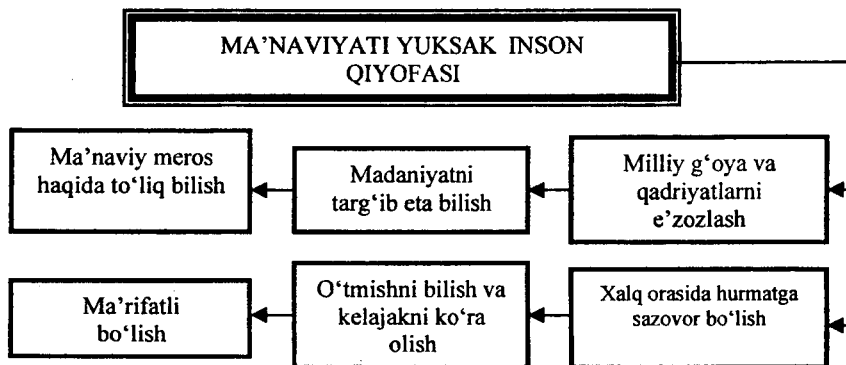 MA’NAVIYATI YUKSAK INSON
QIYOFASI
Ma’naviy meros
haqida to‘liq bilish
Madaniyatni
targ‘ib eta bilish
Milliy g‘oya va
qadriyatlarni
e’zozlash
Ma’rifatli
bo‘lish
O‘tmishni bilish va
kelajakni ko‘ra
olish
Xalq orasida hurmatga
sazovor bo‘lish